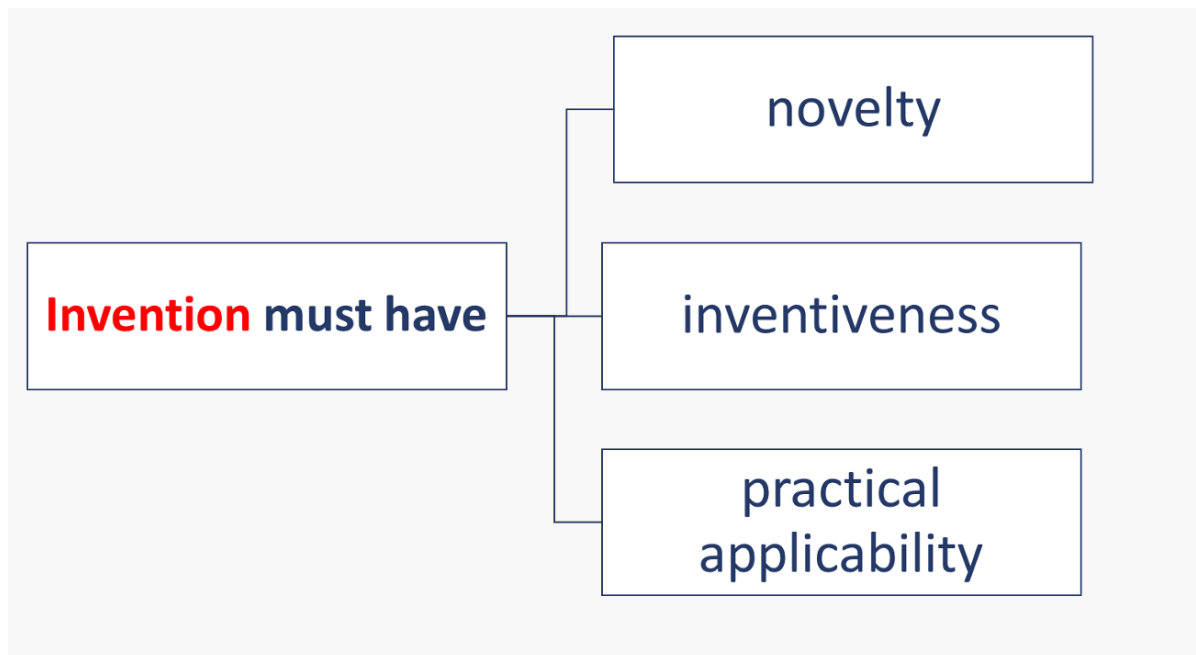 novelty
Invention must have
inventiveness
practical
applicability